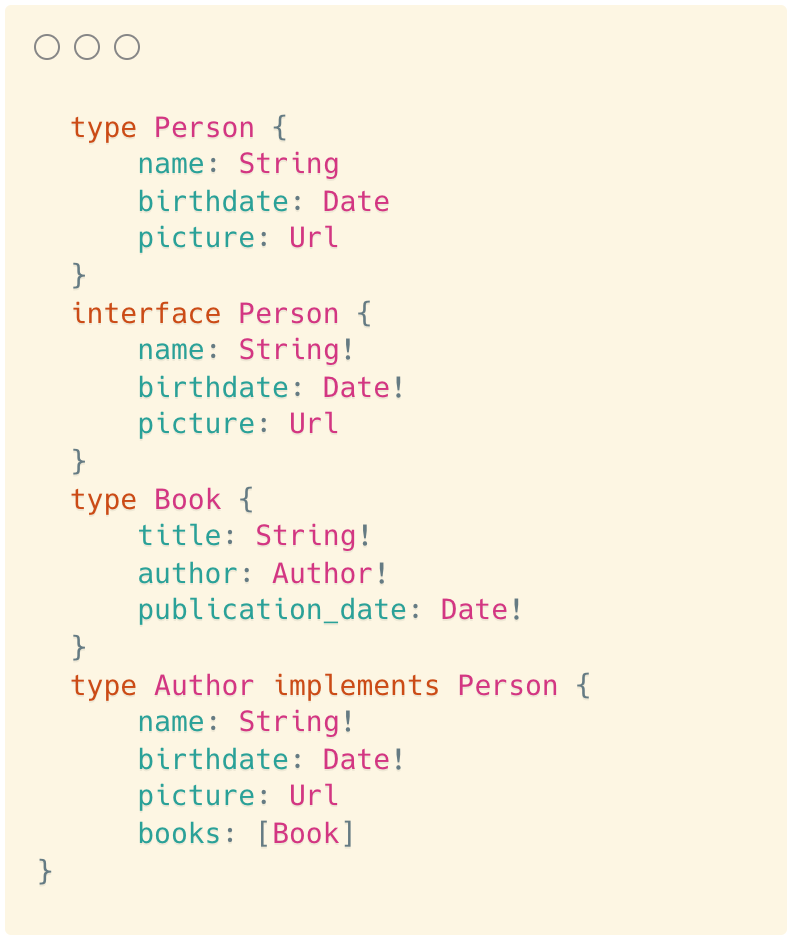 type Person {
name: String
birthdate: Date
picture: Url
}
interface Person {
name: String!
birthdate: Date!
picture: Url
}
type Book {
title: String!
author: Author!
publication_date: Date!
}
type Author implements Person {
name: String!
birthdate: Date!
picture: Url
books: [Book]
}